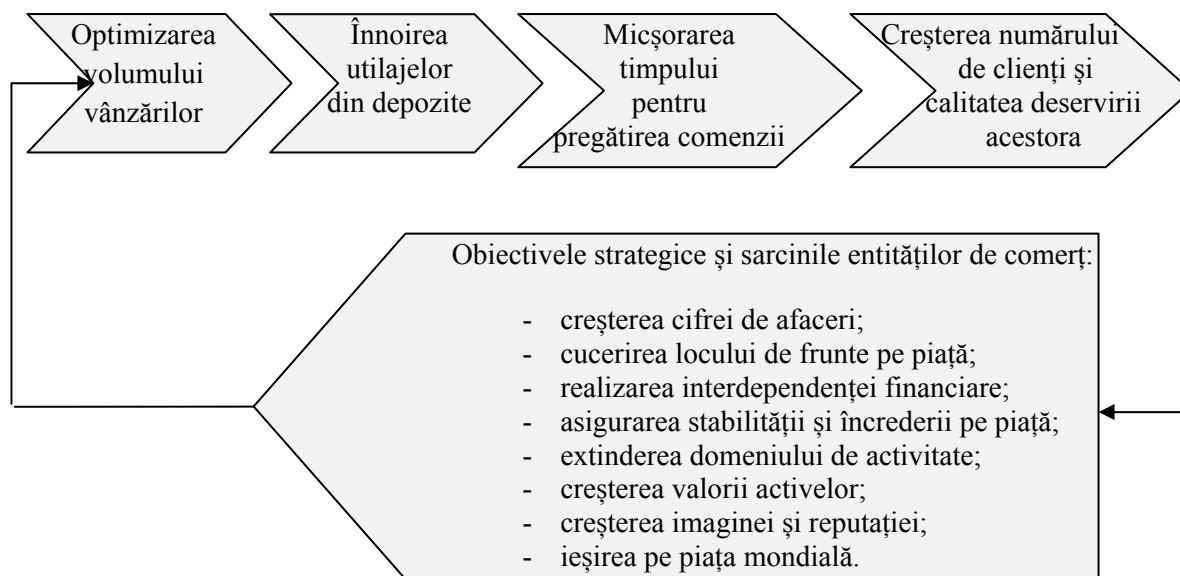 Optimizarea
volumului
vânzărilor
Înnoirea
utilajelor
din depozite
Micșorarea
timpului
pentru
pregătirea comenzii
Creșterea numărului
de clienți și
calitatea deservirii
acestora
Obiectivele strategice și sarcinile entităților de comerț:
- creșterea cifrei de afaceri;
- cucerirea locului de frunte pe piață;
- realizarea interdependenței financiare;
- asigurarea stabilității și încrederii pe piață;
- extinderea domeniului de activitate;
- creșterea valorii activelor;
- creșterea imaginei și reputației;
- ieșirea pe piața mondială.